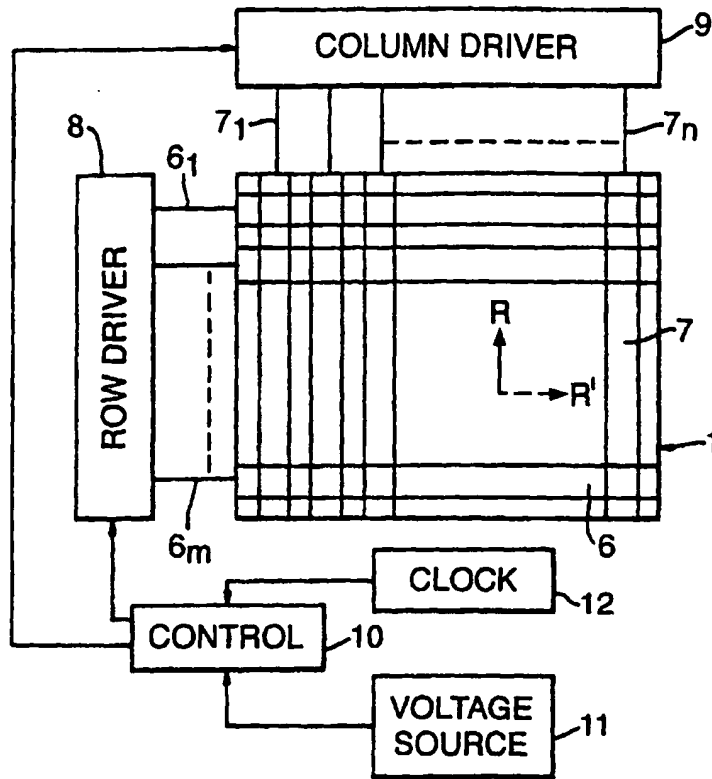 COLUMN DRIVER
9
7₁
7ₙ
8
6₁
ROW DRIVER
R
R'
7
1
6ₘ
6
CLOCK
12
CONTROL
10
VOLTAGE
SOURCE
11